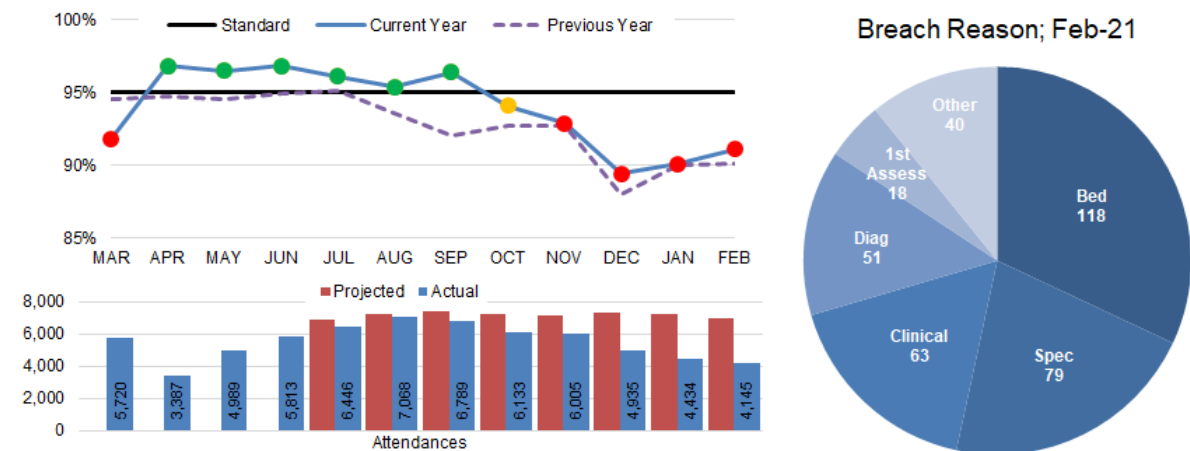 100%
Standard Current Year Previous Year
95%
90%
85%
MAR APR MAY JUN JUL AUG SEP OCT NOV DEC JAN FEB
Projected Actual
8,000
6,000
4,000
2,000
0
5,720 3,387 4,989 5,813 6,446 7,068 6,789 6,133 6,005 4,935 4,434 4,145
Attendances
Breach Reason; Feb-21
Other
40
1st
Assess
18
Bed
118
Diag
51
Clinical
63
Spec
79